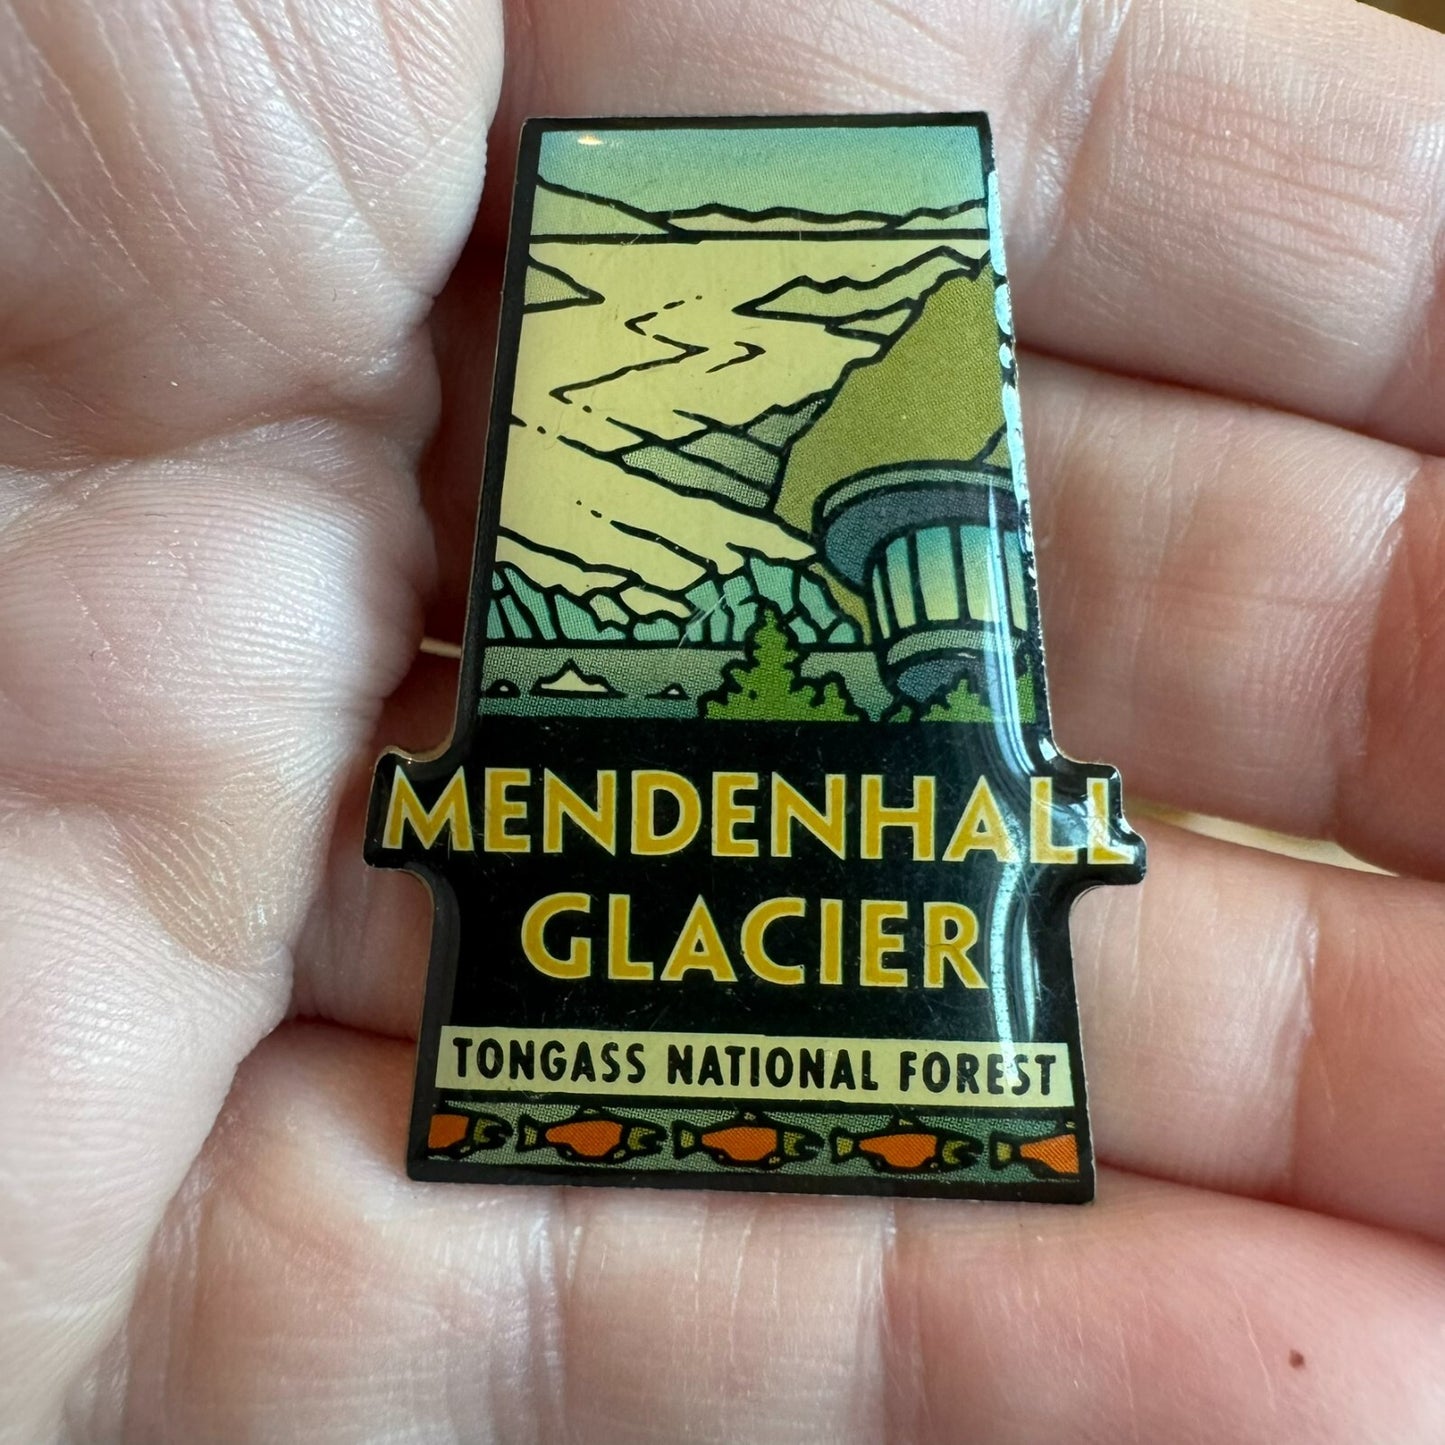 MENDENHALL
GLACIER
TONGASS NATIONAL FOREST